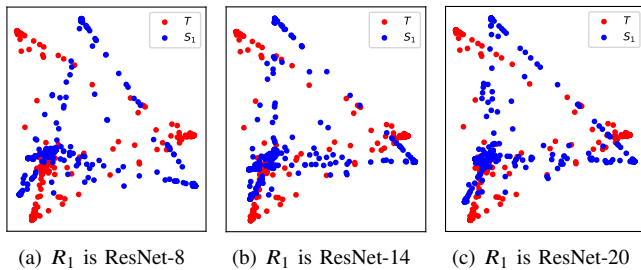 T
S₁
T
S₁
T
S₁
(a) R₁ is ResNet-8
(b) R₁ is ResNet-14
(c) R₁ is ResNet-20